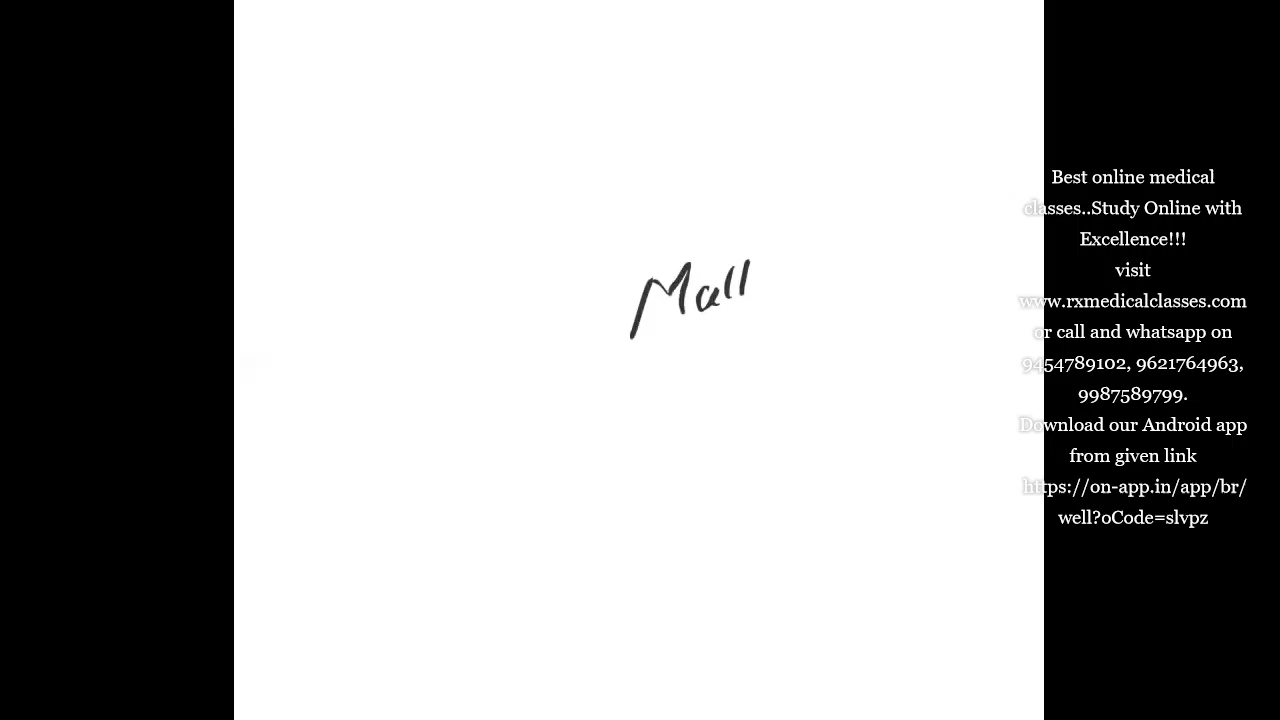 Mall
Best online medical
classes..Study Online with
Excellence!!!
visit
www.rxmedicalclasses.com
or call and whatsapp on
9454789102, 9621764963,
9987589799.
Download our Android app
from given link
https://on-app.in/app/br/
well?oCode=slvpz